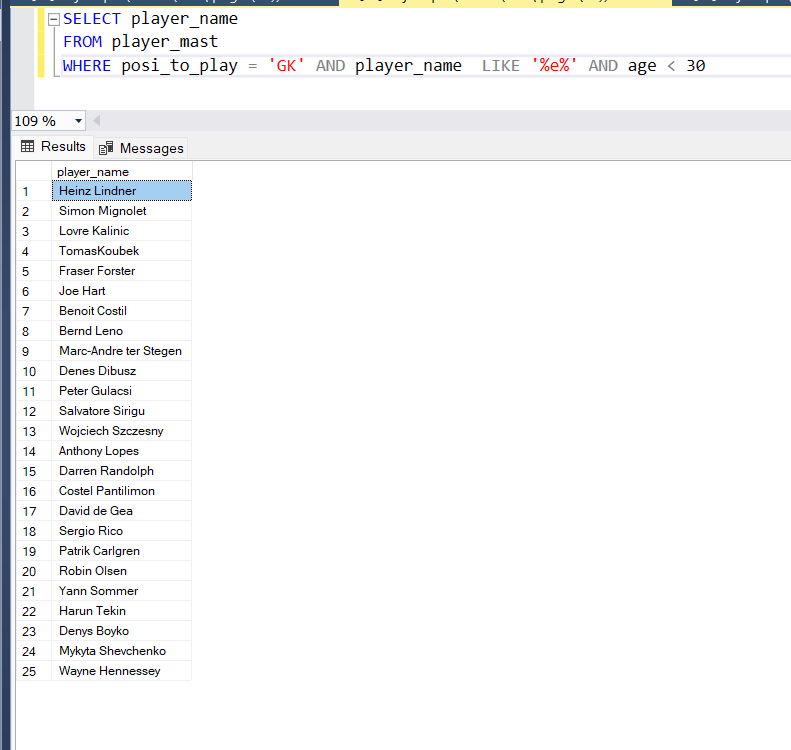 SELECT player_name
FROM player_mast
WHERE posi_to_play = 'GK' AND player_name  LIKE '%e%' AND age < 30
109 %
Results Messages
player_name
1 Heinz Lindner
2 Simon Mignolet
3 Lovre Kalinic
4 TomasKoubek
5 Fraser Forster
6 Joe Hart
7 Benoit Costil
8 Bernd Leno
9 Marc-Andre ter Stegen
10 Denes Dibusz
11 Peter Gulacsi
12 Salvatore Sirigu
13 Wojciech Szczesny
14 Anthony Lopes
15 Darren Randolph
16 Costel Pantilimon
17 David de Gea
18 Sergio Rico
19 Patrik Carlgren
20 Robin Olsen
21 Yann Sommer
22 Harun Tekin
23 Denys Boyko
24 Mykyta Shevchenko
25 Wayne Hennessey